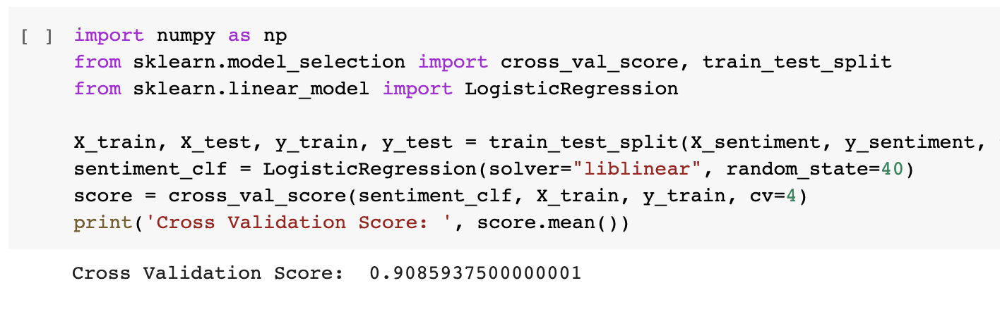 [ ] import numpy as np
from sklearn.model_selection import cross_val_score, train_test_split
from sklearn.linear_model import LogisticRegression
X_train, X_test, y_train, y_test = train_test_split(X_sentiment, y_sentiment,
sentiment_clf = LogisticRegression(solver="liblinear", random_state=40)
score = cross_val_score(sentiment_clf, X_train, y_train, cv=4)
print('Cross Validation Score: ', score.mean())
Cross Validation Score:  0.9085937500000001